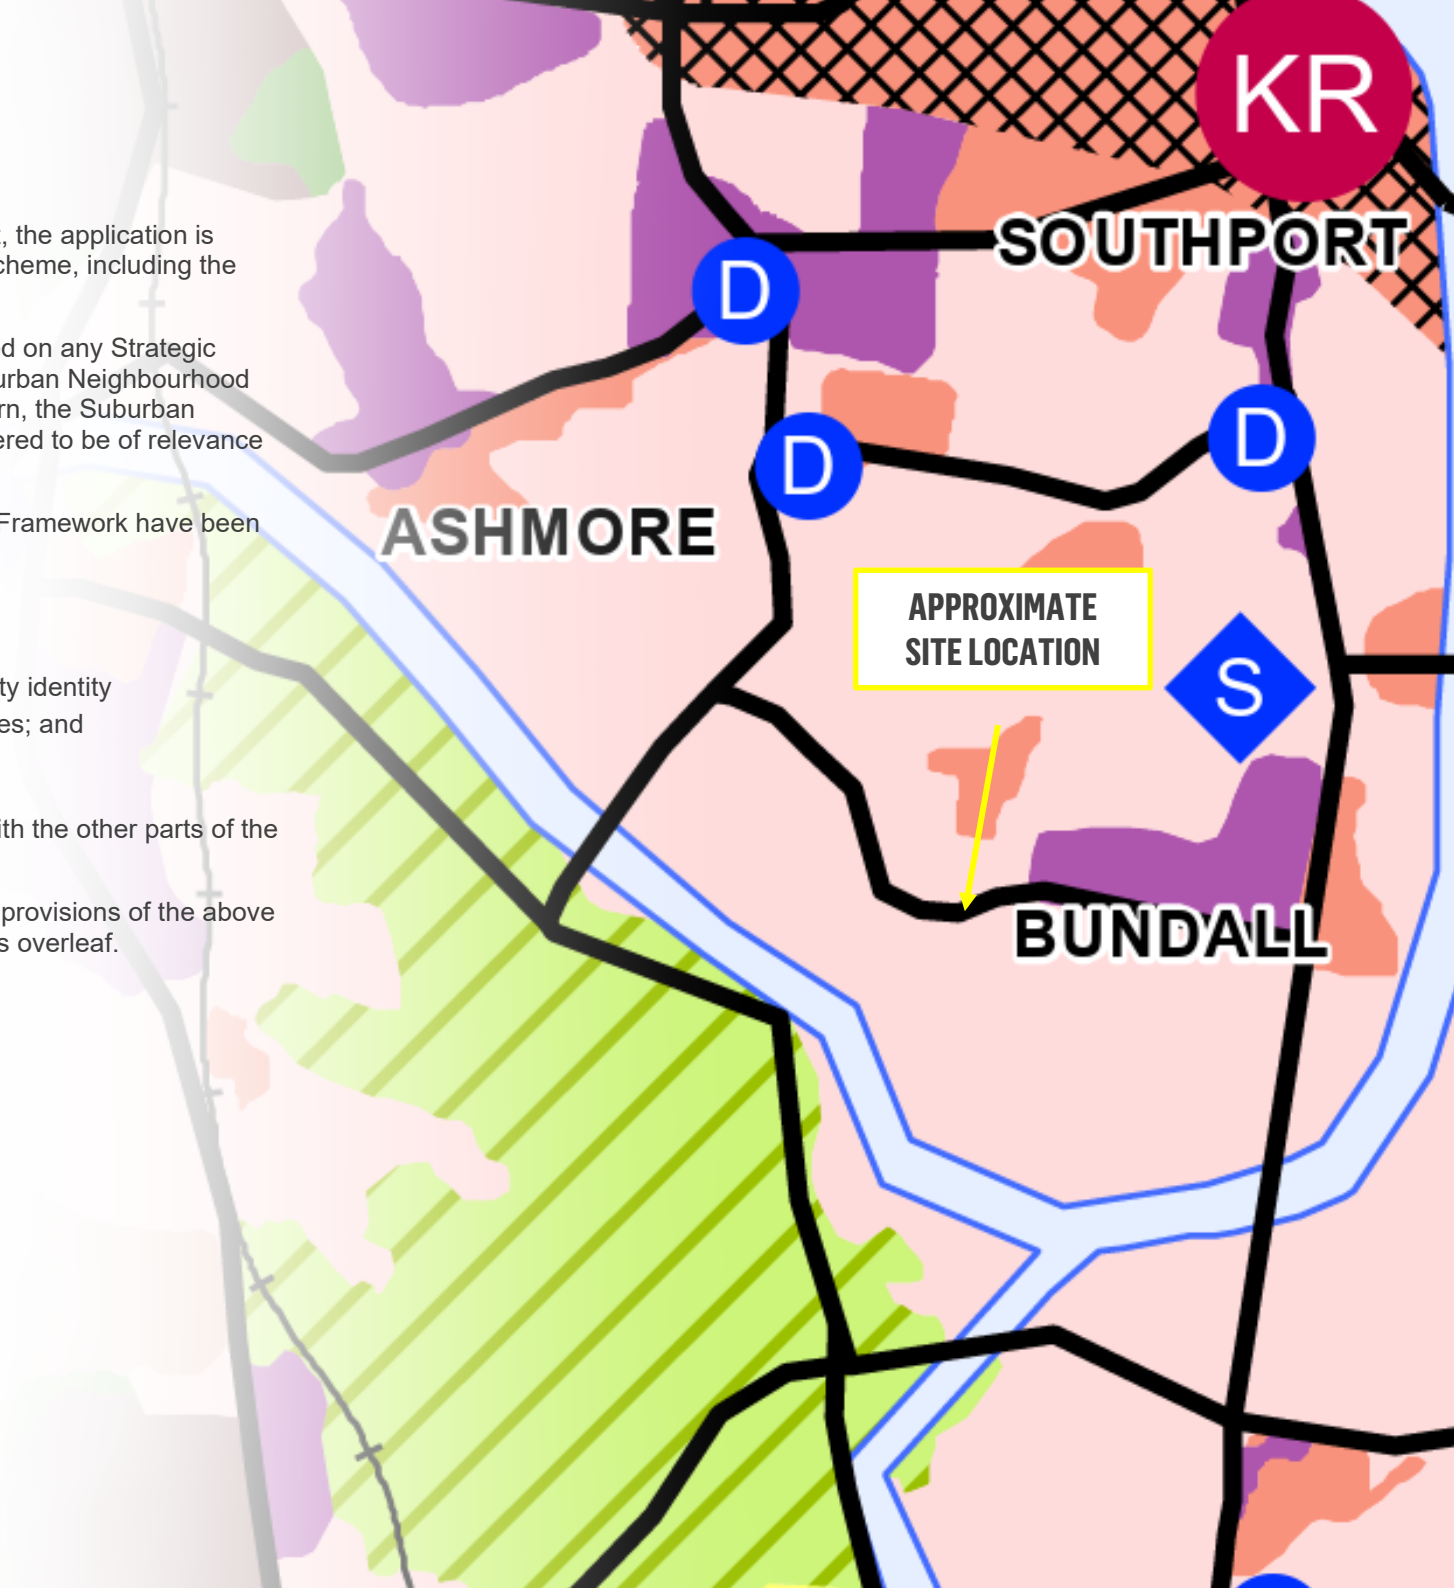 , the application is
cheme, including the
d on any Strategic
urban Neighbourhood
rn, the Suburban
ered to be of relevance
Framework have been
ty identity
es; and
ith the other parts of the
provisions of the above
s overleaf.
KR
SOUTHPORT
D
D
D
ASHMORE
APPROXIMATE
SITE LOCATION
S
BUNDALL